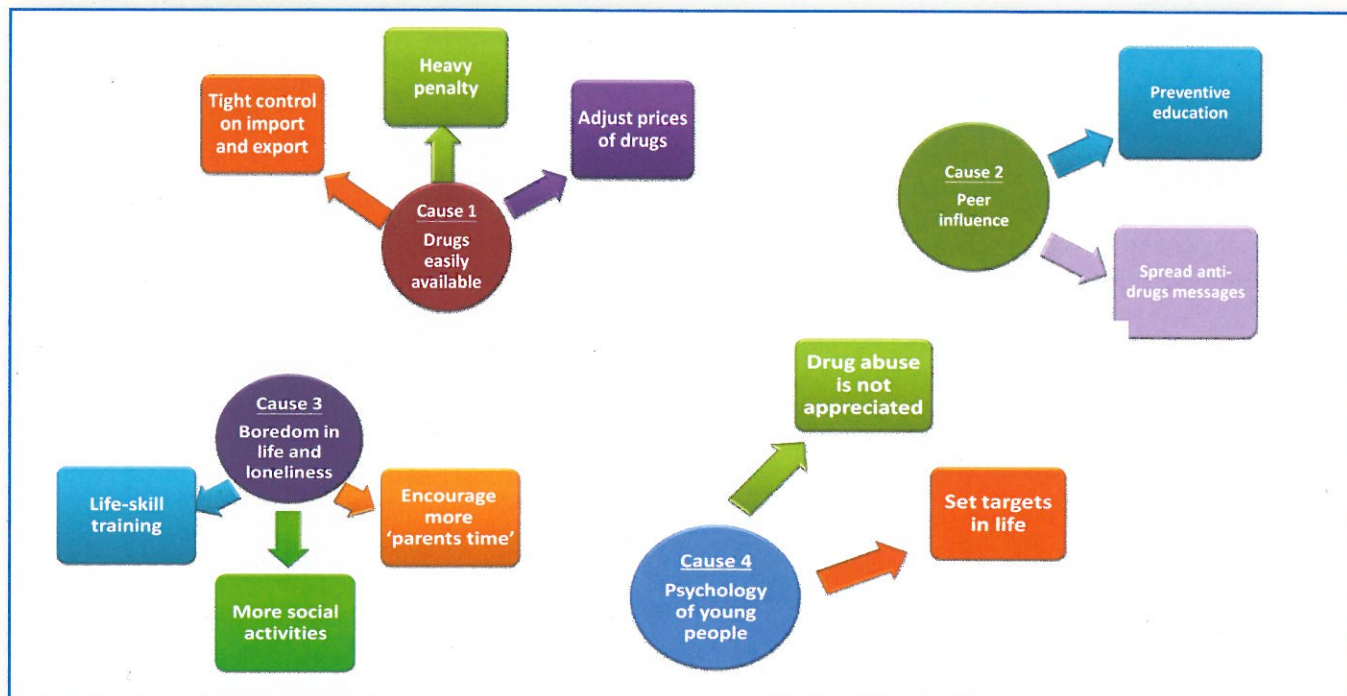 Heavy
penalty
Tight control
on import
and export
Adjust prices
of drugs
Cause 1
Drugs
easily
available
Preventive
education
Cause 2
Peer
influence
Spread anti-
drugs messages
Cause 3
Boredom in
life and
loneliness
Life-skill
training
Encourage
more
‘parents time’
More social
activities
Drug abuse
is not
appreciated
Set targets
in life
Cause 4
Psychology
of young
people